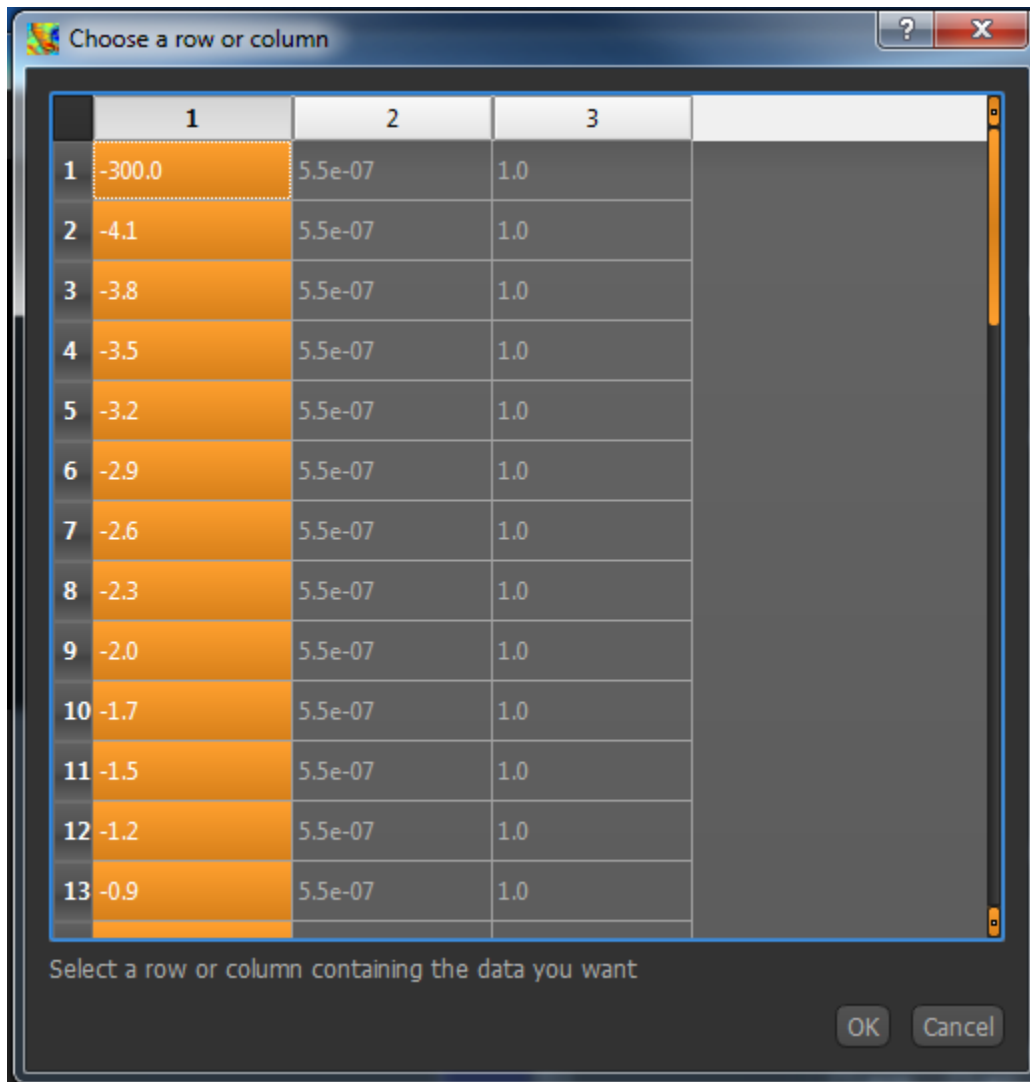 Choose a row or column
? x
1 2 3
1 -300.0 5.5e-07 1.0
2 -4.1 5.5e-07 1.0
3 -3.8 5.5e-07 1.0
4 -3.5 5.5e-07 1.0
5 -3.2 5.5e-07 1.0
6 -2.9 5.5e-07 1.0
7 -2.6 5.5e-07 1.0
8 -2.3 5.5e-07 1.0
9 -2.0 5.5e-07 1.0
10 -1.7 5.5e-07 1.0
11 -1.5 5.5e-07 1.0
12 -1.2 5.5e-07 1.0
13 -0.9 5.5e-07 1.0
Select a row or column containing the data you want
OK Cancel